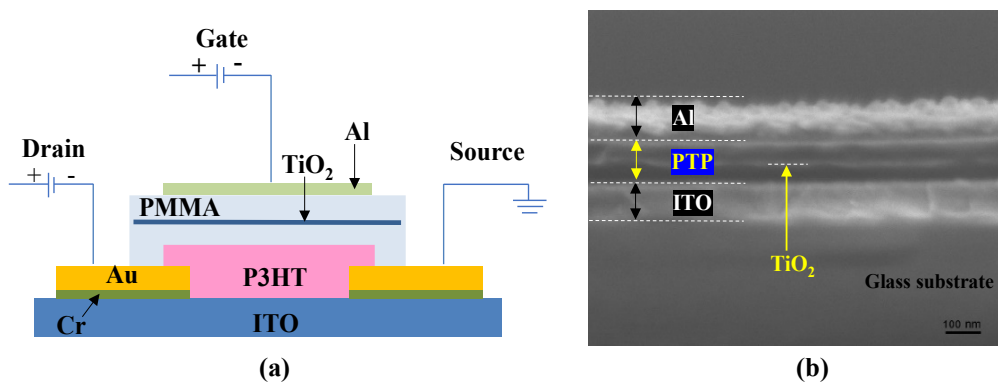 Gate
+ -
Drain
+ -
Al
TiO₂
Source
PMMA
Au
P3HT
Cr
ITO
(a)
Al
PTP
ITO
TiO₂
Glass substrate
100 nm
(b)